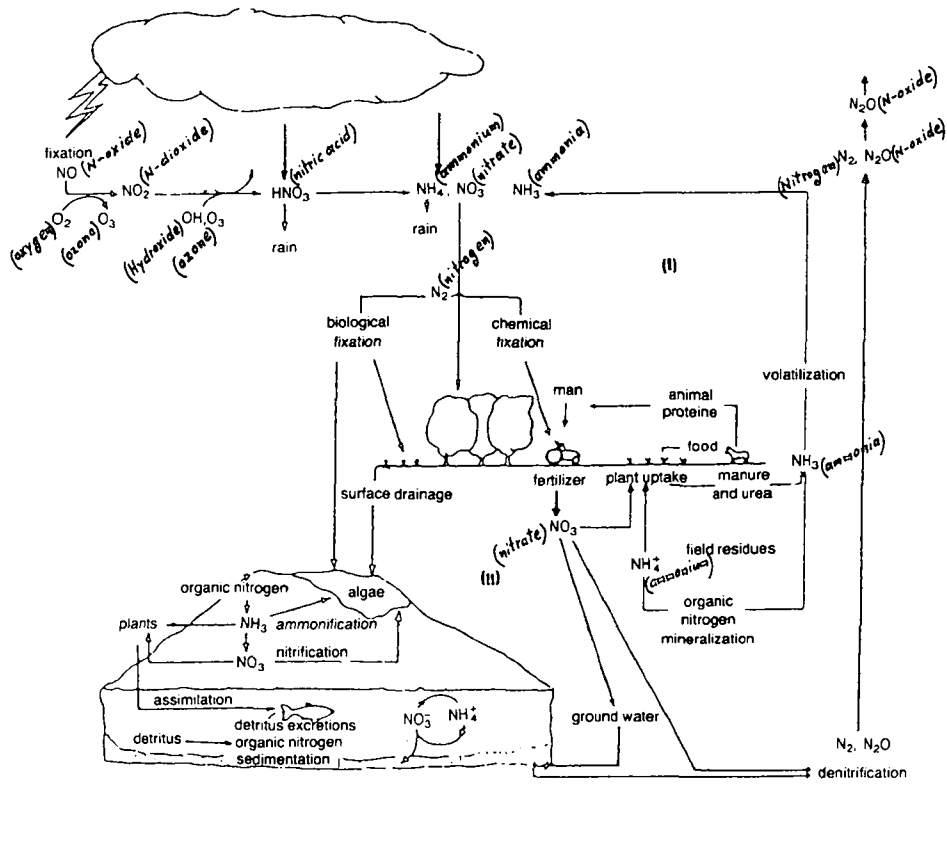 N₂O (N-oxide)
(Nitrogen) N₂, N₂O (N-oxide)
fixation
NO (N-oxide)
NO₂ (N-dioxide)
HNO₃ (nitric acid)
NH₄ (ammonium)
NO₃ (nitrate)
NH₃ (ammonia)
(oxygen) O₂
(ozone) O₃
(Hydroxide) OH, O₃
(ozone)
rain
rain
(I)
N₂ (nitrogen)
biological
fixation
chemical
fixation
volatilization
man
animal
proteine
food
NH₃ (ammonia)
surface drainage
fertilizer
plant uptake
manure
and urea
(nitrate) NO₃
(II)
field residues
NH₄⁺
(ammonium)
organic
nitrogen
mineralization
organic nitrogen
algae
plants
NH₃ ammonification
NO₃
nitrification
assimilation
detritus excretions
detritus
organic nitrogen
sedimentation
NO₃⁻
NH₄⁺
ground water
N₂, N₂O
denitrification